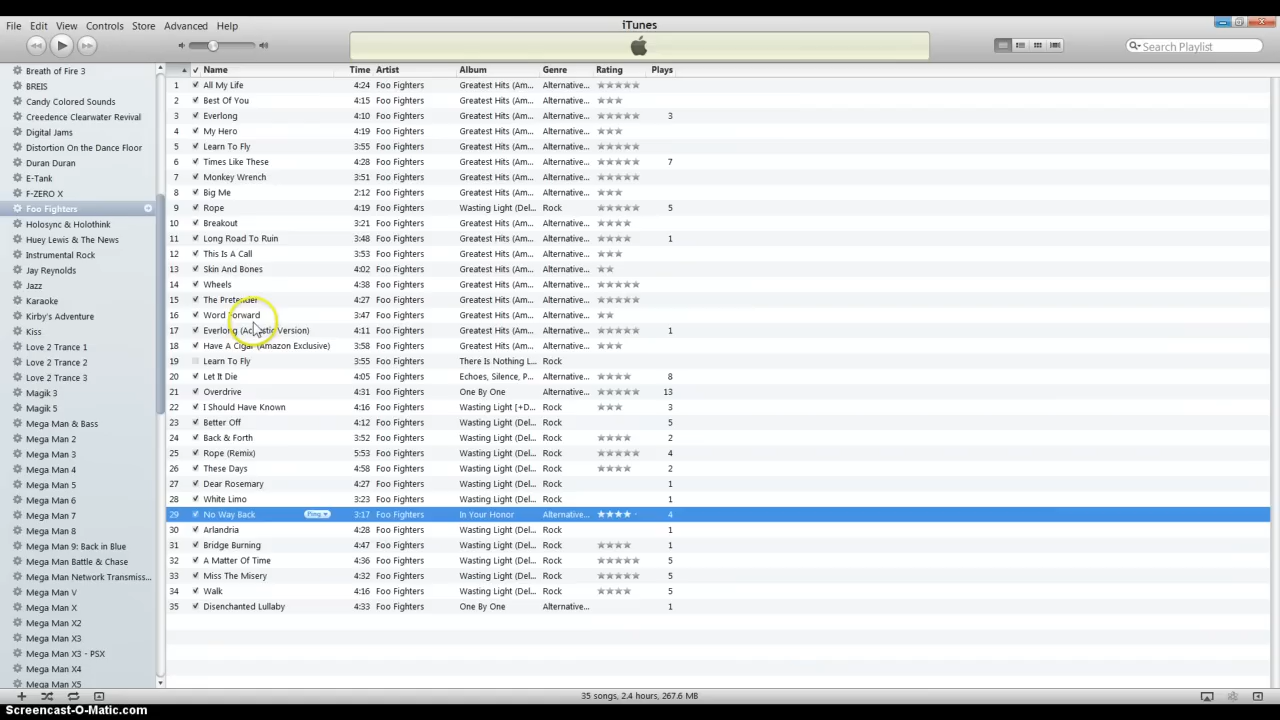 iTunes
File Edit View Controls Store Advanced Help
Search Playlist
Breath of Fire 3
BREIS
Candy Colored Sounds
Creedence Clearwater Revival
Digital Jams
Distortion On the Dance Floor
Duran Duran
E-Tank
F-ZERO X
Foo Fighters
Holosync & Holothink
Huey Lewis & The News
Instrumental Rock
Jay Reynolds
Jazz
Karaoke
Kirby's Adventure
Kiss
Love 2 Trance 1
Love 2 Trance 2
Love 2 Trance 3
Magik 3
Magik 5
Mega Man & Bass
Mega Man 2
Mega Man 3
Mega Man 4
Mega Man 5
Mega Man 6
Mega Man 7
Mega Man 8
Mega Man 9: Back in Blue
Mega Man Battle & Chase
Mega Man Network Transmiss...
Mega Man V
Mega Man X
Mega Man X2
Mega Man X3
Mega Man X3 - PSX
Mega Man X4
Mega Man X5
Name Time Artist Album Genre Rating Plays
1 All My Life 4:24 Foo Fighters Greatest Hits (Am... Alternative...
2 Best Of You 4:15 Foo Fighters Greatest Hits (Am... Alternative...
3 Everlong 4:10 Foo Fighters Greatest Hits (Am... Alternative... 3
4 My Hero 4:19 Foo Fighters Greatest Hits (Am... Alternative...
5 Learn To Fly 3:55 Foo Fighters Greatest Hits (Am... Alternative...
6 Times Like These 4:28 Foo Fighters Greatest Hits (Am... Alternative... 7
7 Monkey Wrench 3:51 Foo Fighters Greatest Hits (Am... Alternative...
8 Big Me 2:12 Foo Fighters Greatest Hits (Am... Alternative...
9 Rope 4:19 Foo Fighters Wasting Light (Del... Rock 5
10 Breakout 3:21 Foo Fighters Greatest Hits (Am... Alternative...
11 Long Road To Ruin 3:48 Foo Fighters Greatest Hits (Am... Alternative... 1
12 This Is A Call 3:53 Foo Fighters Greatest Hits (Am... Alternative...
13 Skin And Bones 4:02 Foo Fighters Greatest Hits (Am... Alternative...
14 Wheels 4:38 Foo Fighters Greatest Hits (Am... Alternative...
15 The Pretender 4:27 Foo Fighters Greatest Hits (Am... Alternative...
16 Word Forward 3:47 Foo Fighters Greatest Hits (Am... Alternative...
17 Everlong (Acoustic Version) 4:11 Foo Fighters Greatest Hits (Am... Alternative... 1
18 Have A Cigar (Amazon Exclusive) 3:58 Foo Fighters Greatest Hits (Am... Alternative...
19 Learn To Fly 3:55 Foo Fighters There Is Nothing L... Rock
20 Let It Die 4:05 Foo Fighters Echoes, Silence, P... Alternative... 8
21 Overdrive 4:31 Foo Fighters One By One Alternative... 13
22 I Should Have Known 4:16 Foo Fighters Wasting Light [+D... Rock 3
23 Better Off 4:12 Foo Fighters Wasting Light (Del... Rock 5
24 Back & Forth 3:52 Foo Fighters Wasting Light (Del... Rock 2
25 Rope (Remix) 5:53 Foo Fighters Wasting Light (Del... Rock 4
26 These Days 4:58 Foo Fighters Wasting Light (Del... Rock 2
27 Dear Rosemary 4:27 Foo Fighters Wasting Light (Del... Rock 1
28 White Limo 3:23 Foo Fighters Wasting Light (Del... Rock 1
29 No Way Back Ping 3:17 Foo Fighters In Your Honor Alternative... 4
30 Arlandria 4:28 Foo Fighters Wasting Light (Del... Rock 1
31 Bridge Burning 4:47 Foo Fighters Wasting Light (Del... Rock 1
32 A Matter Of Time 4:36 Foo Fighters Wasting Light (Del... Rock 5
33 Miss The Misery 4:32 Foo Fighters Wasting Light (Del... Rock 5
34 Walk 4:16 Foo Fighters Wasting Light (Del... Rock 5
35 Disenchanted Lullaby 4:33 Foo Fighters One By One Alternative... 1
35 songs, 2.4 hours, 267.6 MB
Screencast-O-Matic.com